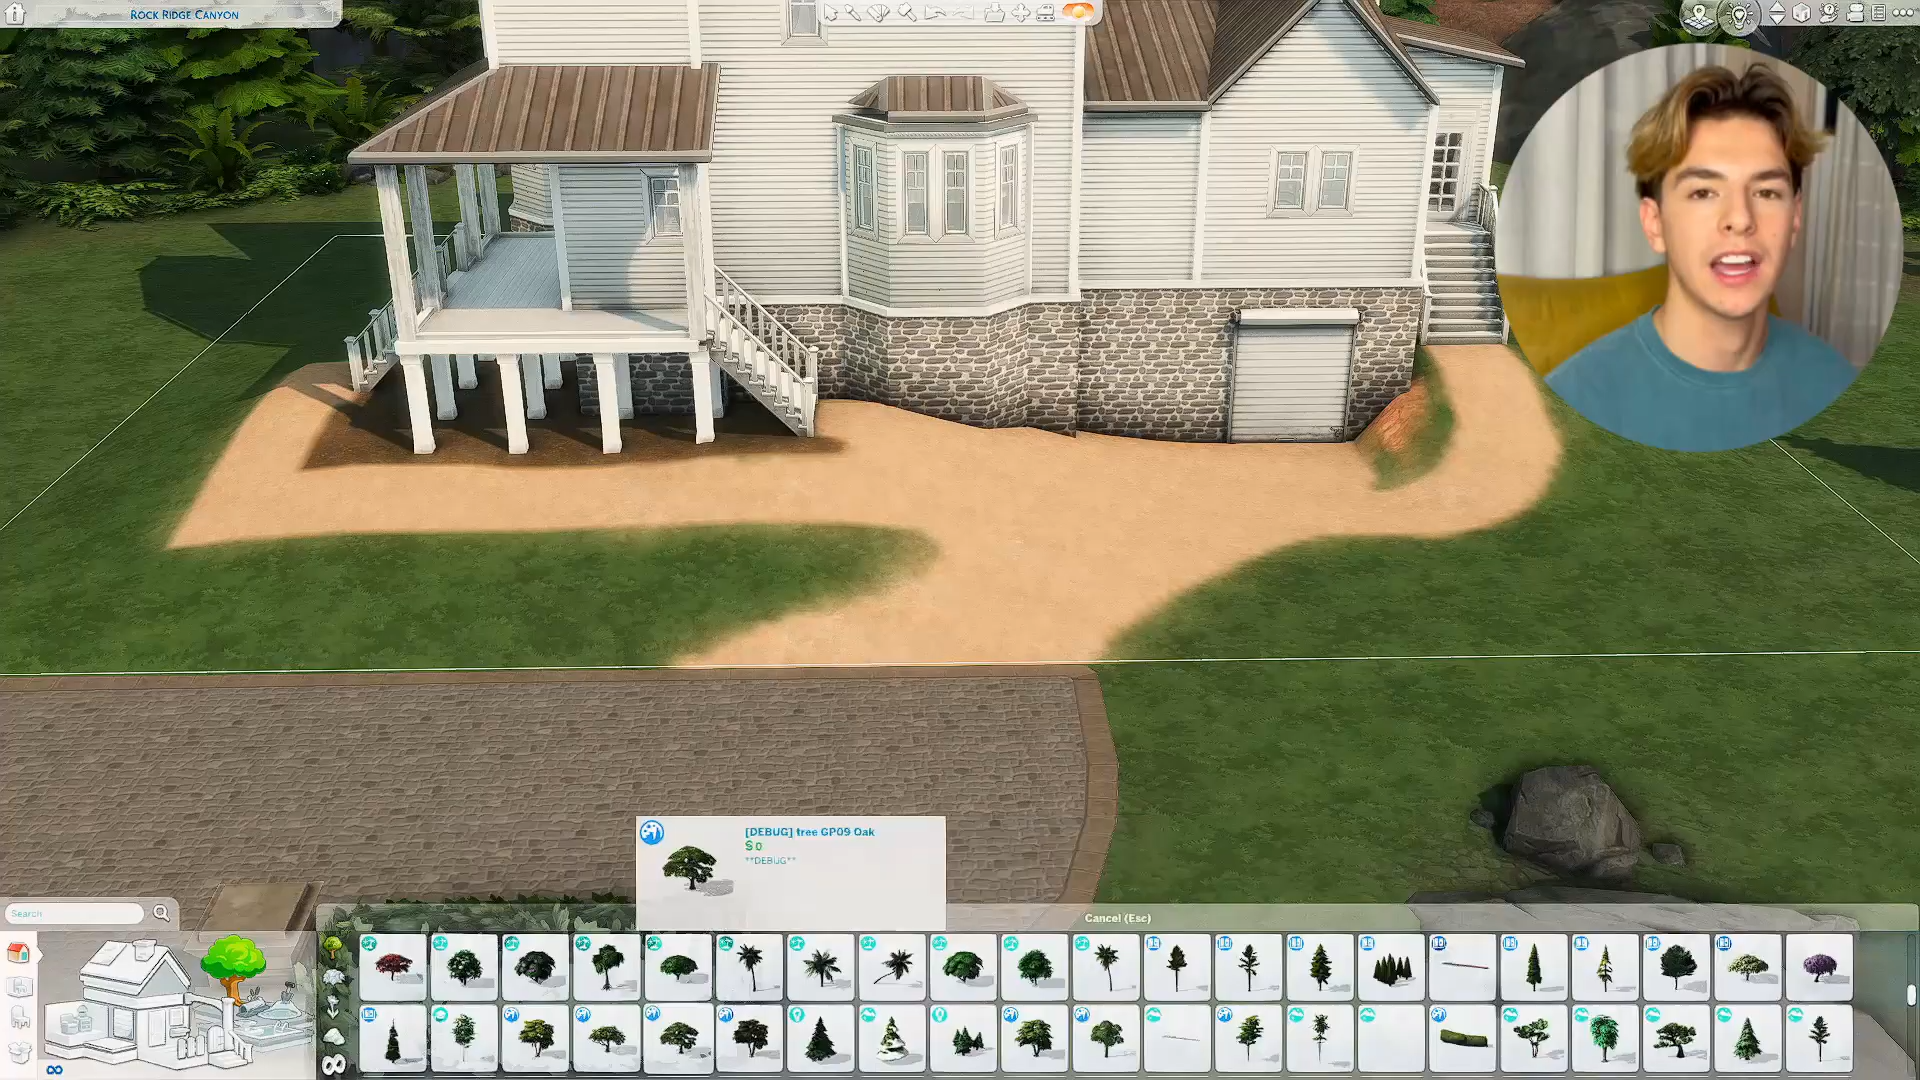 ROCK RIDGE CANYON
[DEBUG] tree GP09 Oak
$0
**DEBUG**
Search
Cancel (Esc)